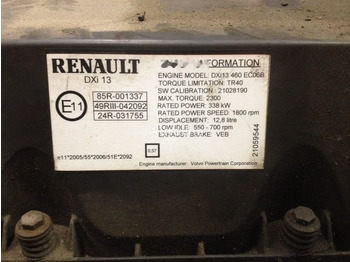 RENAULT
DXi 13
FORMATION
ENGINE MODEL: DXi13 460 EC06B
TORQUE LIMITATION: TR40
SW CALIBRATION: 21028190
MAX. TORQUE: 2300
RATED POWER: 338 kW
RATED POWER SPEED: 1800 rpm
DISPLACEMENT: 12,8 litre
LOW IDLE: 550 - 700 rpm
EXHAUST BRAKE: VEB
E11
85R-001337
49RIII-042092
24R-031755
e11*2005/55*2006/51E*2092
Engine manufacturer: Volvo Powertrain Corporation
21059544